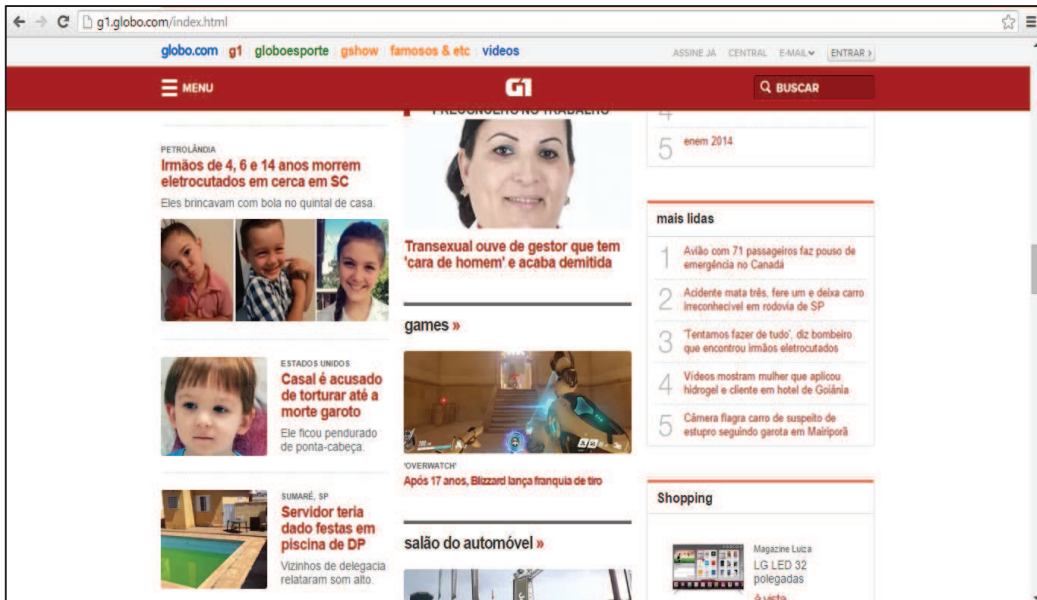 g1.globo.com/index.html
globo.com g1 globoesporte gshow famosos & etc vídeos
ASSINE JÁ CENTRAL E-MAIL ENTRAR ›
MENU
G1
BUSCAR
PETROLÂNDIA
Irmãos de 4, 6 e 14 anos morrem
eletrocutados em cerca em SC
Eles brincavam com bola no quintal de casa.
ESTADOS UNIDOS
Casal é acusado
de torturar até a
morte garoto
Ele ficou pendurado
de ponta-cabeça.
SUMARÉ, SP
Servidor teria
dado festas em
piscina de DP
Vizinhos de delegacia
relataram som alto.
PRECONCEITO NO TRABALHO
Transexual ouve de gestor que tem
'cara de homem' e acaba demitida
games »
'OVERWATCH'
Após 17 anos, Blizzard lança franquia de tiro
salão do automóvel »
4
5 enem 2014
mais lidas
1 Avião com 71 passageiros faz pouso de
emergência no Canadá
2 Acidente mata três, fere um e deixa carro
irreconhecível em rodovia de SP
3 'Tentamos fazer de tudo', diz bombeiro
que encontrou irmãos eletrocutados
4 Vídeos mostram mulher que aplicou
hidrogel e cliente em hotel de Goiânia
5 Câmera flagra carro de suspeito de
estupro seguindo garota em Mairiporã
Shopping
Magazine Luiza
LG LED 32
polegadas
à vista